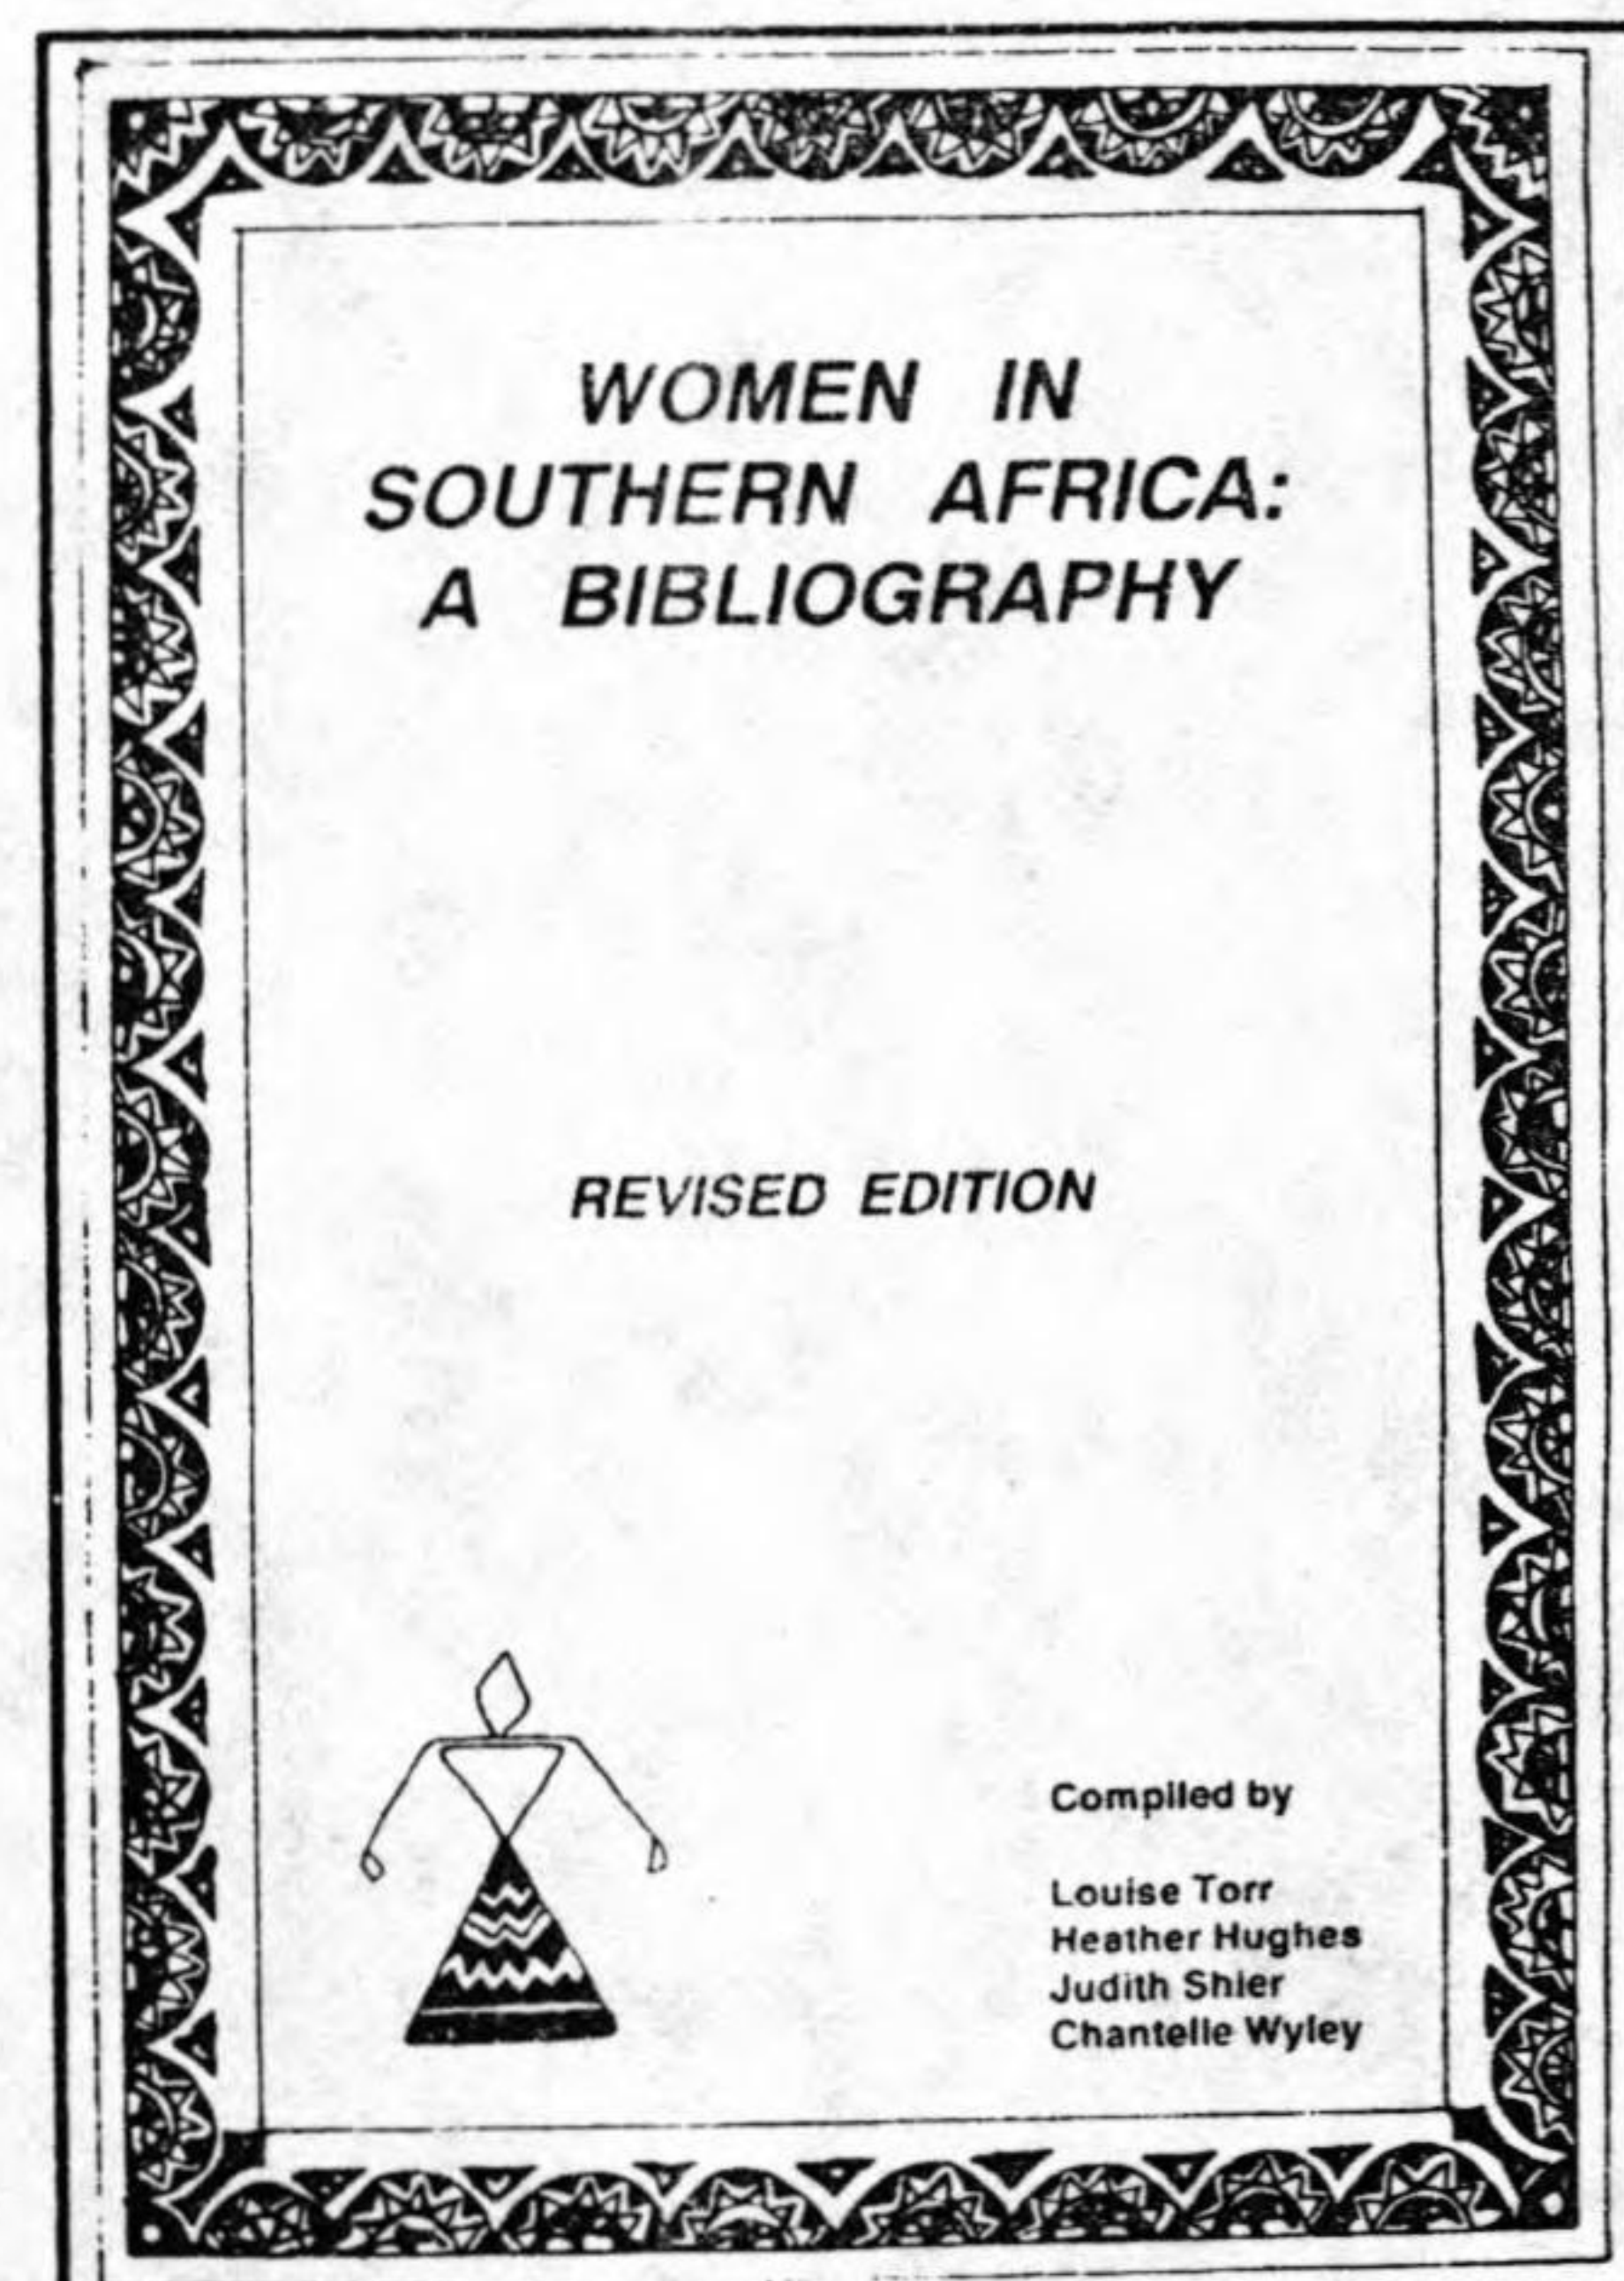 WOMEN IN
SOUTHERN AFRICA:
A BIBLIOGRAPHY
REVISED EDITION
Compiled by
Louise Torr
Heather Hughes
Judith Shier
Chantelle Wyley